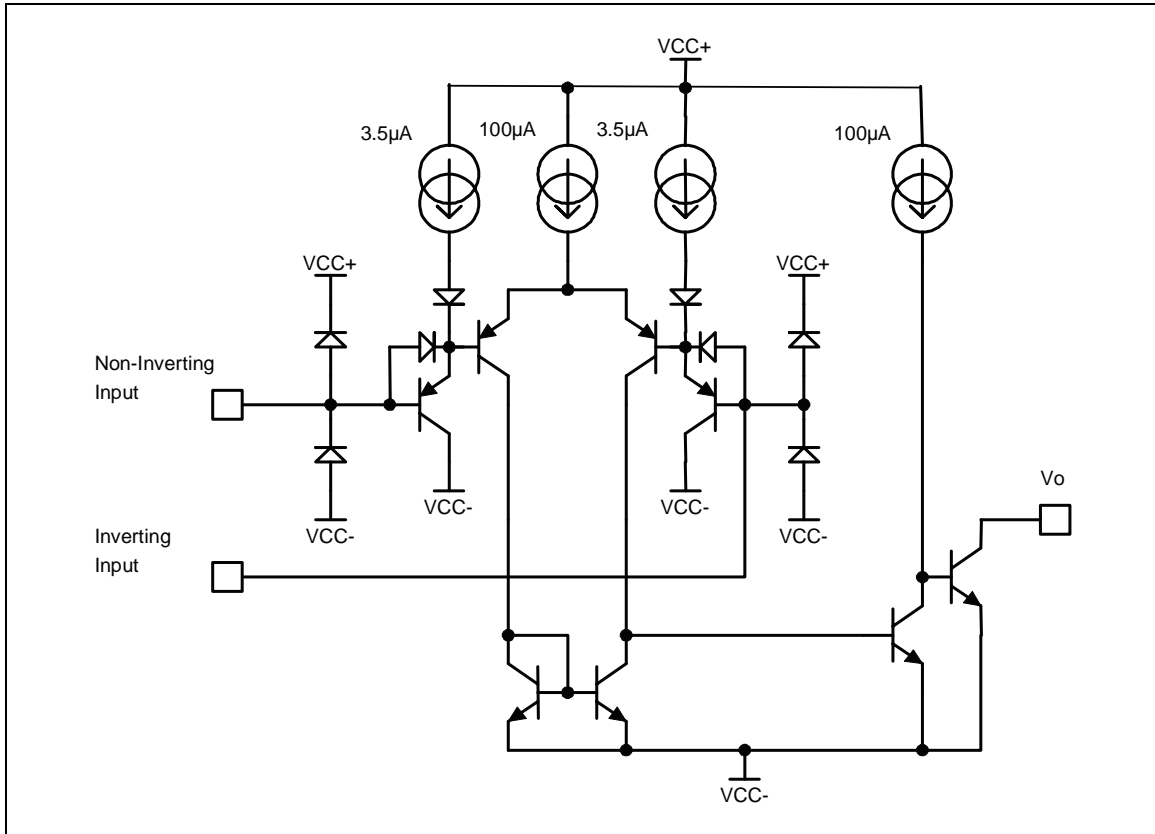 VCC+
3.5µA
100µA
3.5µA
100µA
VCC+
VCC+
Non-Inverting
Input
VCC-
VCC-
VCC-
VCC-
Vo
Inverting
Input
VCC-